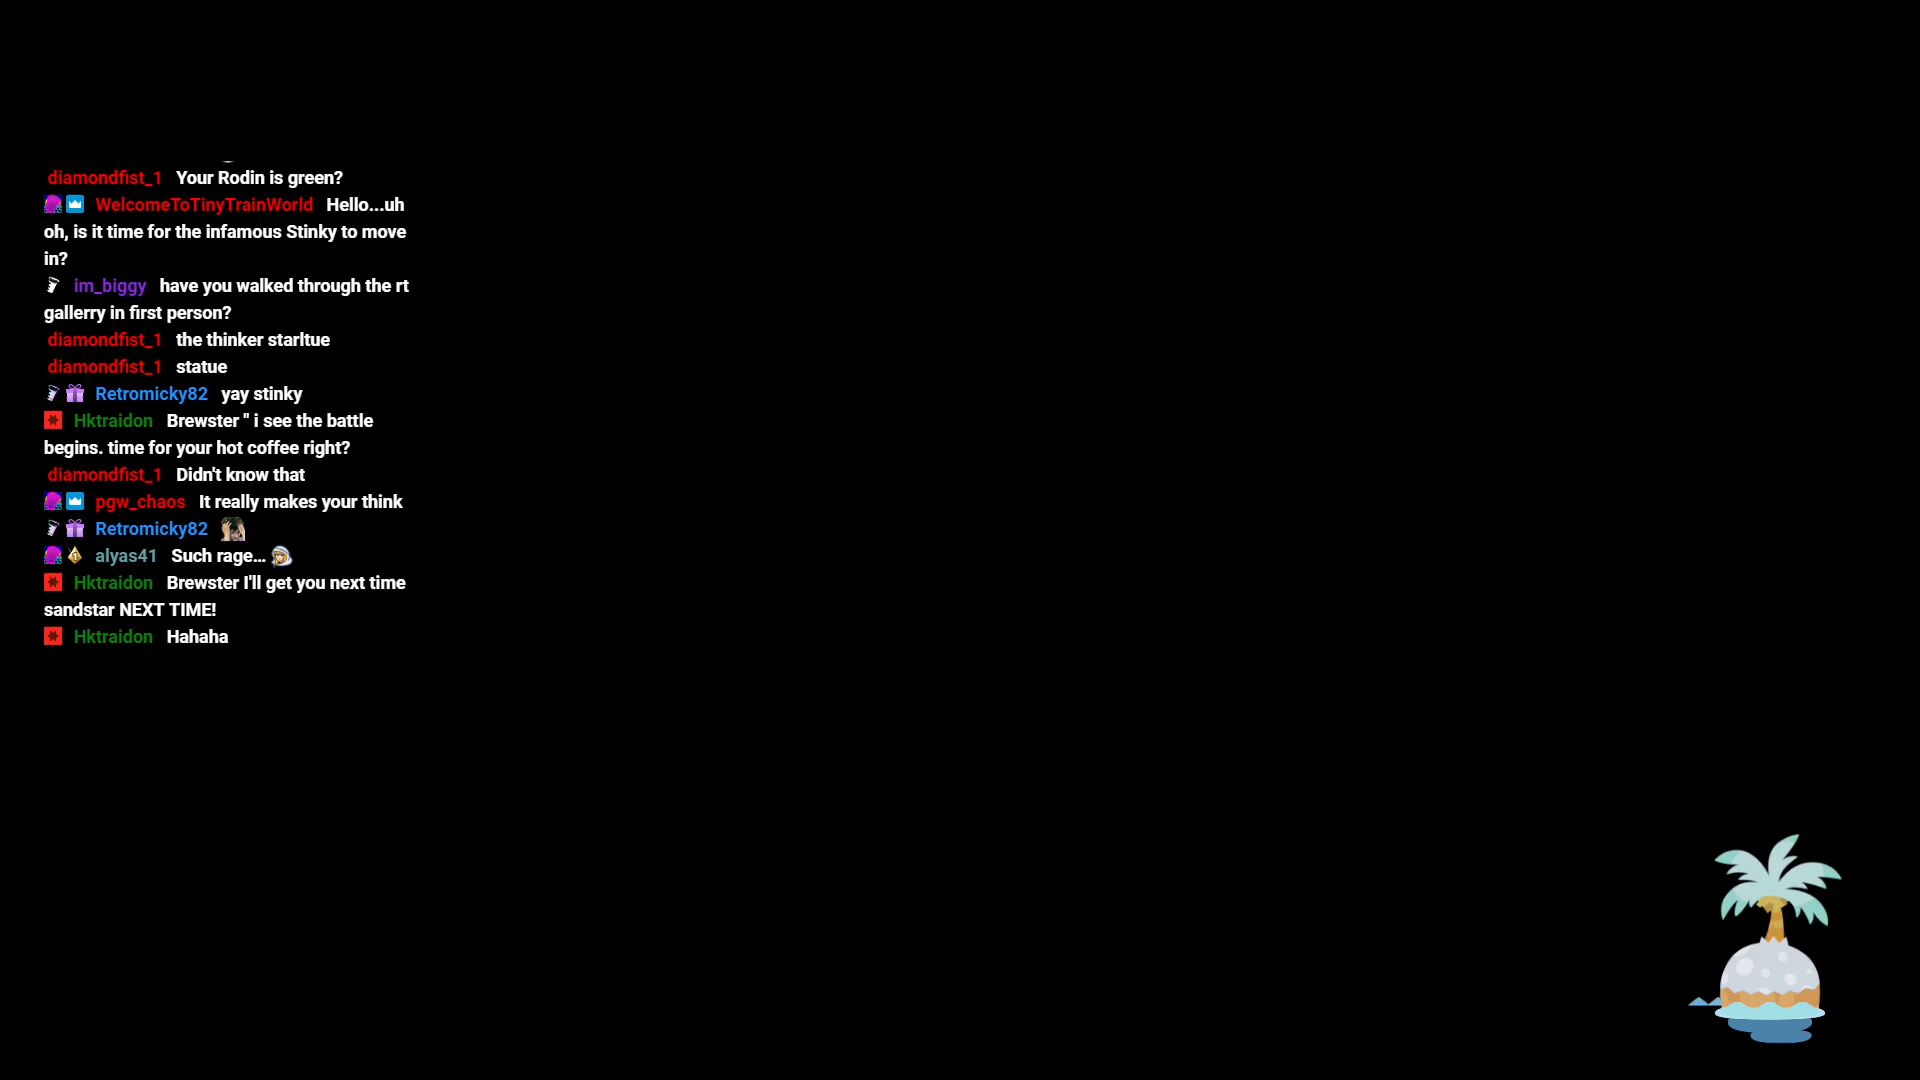 diamondfist_1 Your Rodin is green?
WelcomeToTinyTrainWorld Hello...uh
oh, is it time for the infamous Stinky to move
in?
im_biggy have you walked through the rt
gallerry in first person?
diamondfist_1 the thinker starltue
diamondfist_1 statue
Retromicky82 yay stinky
Hktraidon Brewster " i see the battle
begins. time for your hot coffee right?
diamondfist_1 Didn't know that
pgw_chaos It really makes your think
Retromicky82
alyas41 Such rage...
Hktraidon Brewster I'll get you next time
sandstar NEXT TIME!
Hktraidon Hahaha